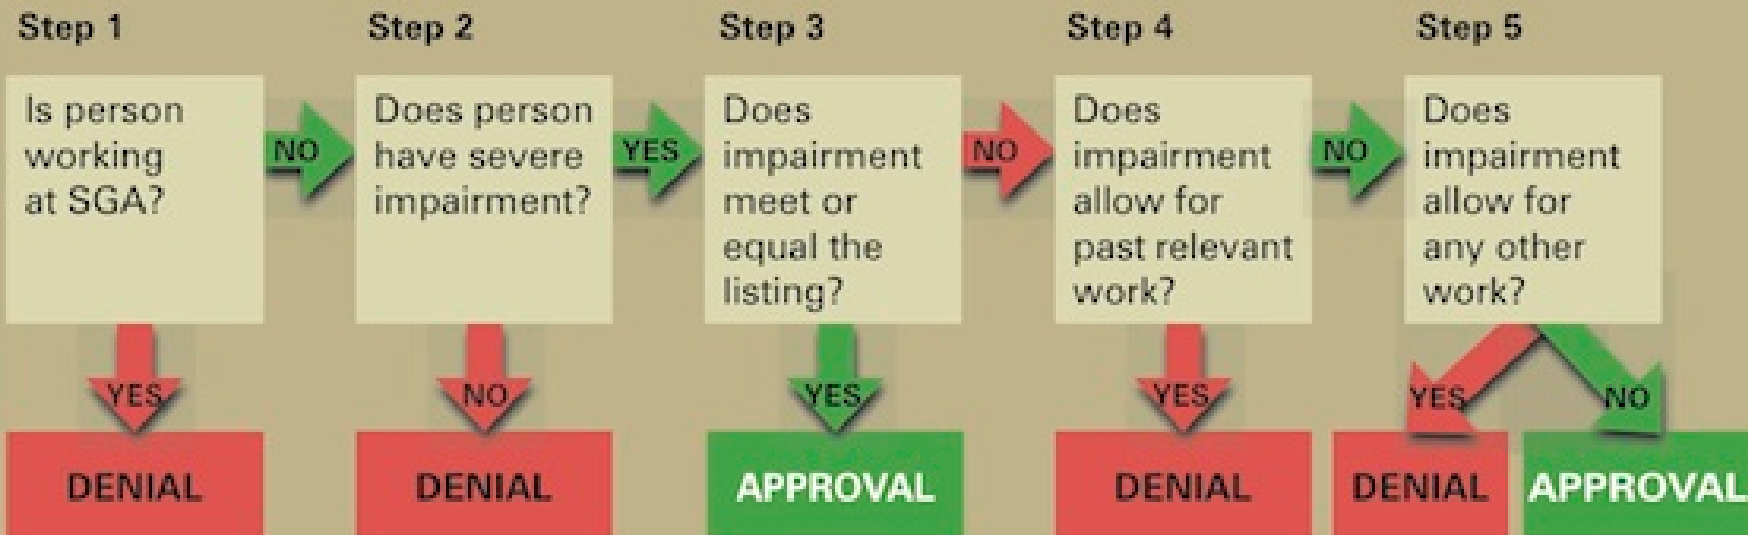 Step 1
Step 2
Step 3
Step 4
Step 5
Is person
working
at SGA?
NO
Does person
have severe
impairment?
YES
Does
impairment
meet or
equal the
listing?
NO
Does
impairment
allow for
past relevant
work?
NO
Does
impairment
allow for
any other
work?
YES
NO
YES
YES
YES
NO
DENIAL
DENIAL
APPROVAL
DENIAL
DENIAL
APPROVAL